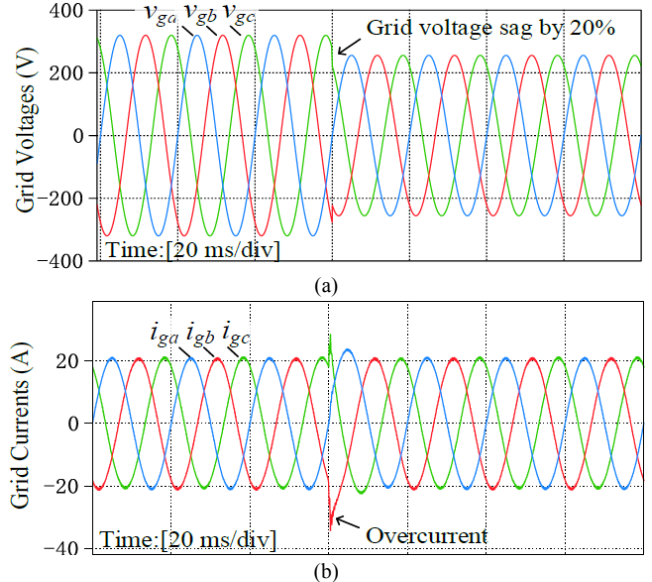 v_ga v_gb v_gc
Grid voltage sag by 20%
Grid Voltages (V)
400
200
0
−200
−400
Time:[20 ms/div]
(a)
i_ga i_gb i_gc
Grid Currents (A)
20
0
−20
−40
Overcurrent
Time:[20 ms/div]
(b)